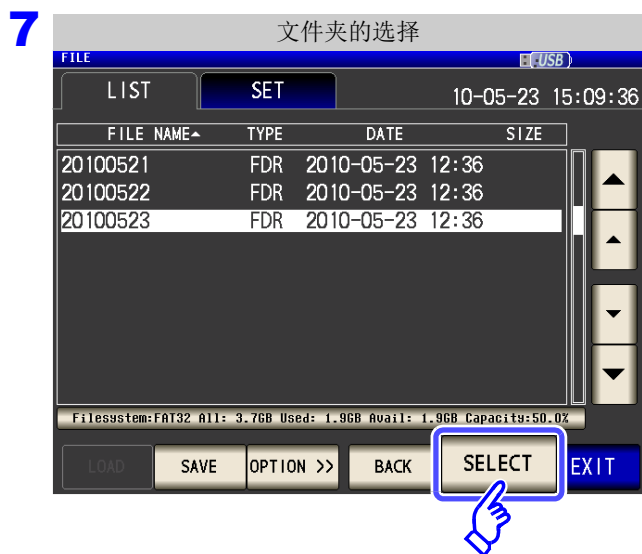 7
文件夹的选择
FILE USB
LIST SET 10-05-23 15:09:36
FILE NAME▲ TYPE DATE SIZE
20100521 FDR 2010-05-23 12:36
20100522 FDR 2010-05-23 12:36
20100523 FDR 2010-05-23 12:36
Filesystem:FAT32 All: 3.7GB Used: 1.9GB Avail: 1.9GB Capacity:50.0%
LOAD SAVE OPTION >> BACK SELECT EXIT